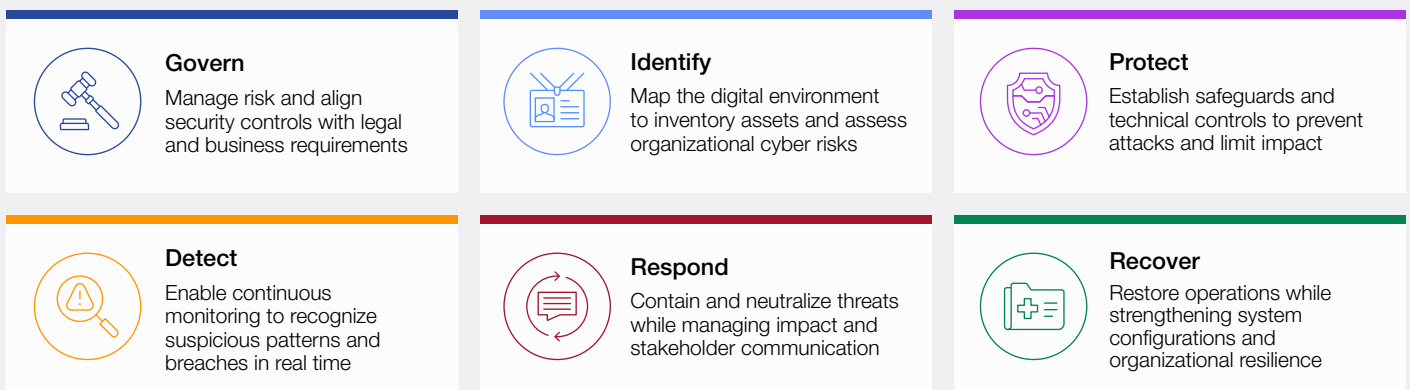 Govern
Manage risk and align
security controls with legal
and business requirements
Identify
Map the digital environment
to inventory assets and assess
organizational cyber risks
Protect
Establish safeguards and
technical controls to prevent
attacks and limit impact
Detect
Enable continuous
monitoring to recognize
suspicious patterns and
breaches in real time
Respond
Contain and neutralize threats
while managing impact and
stakeholder communication
Recover
Restore operations while
strengthening system
configurations and
organizational resilience